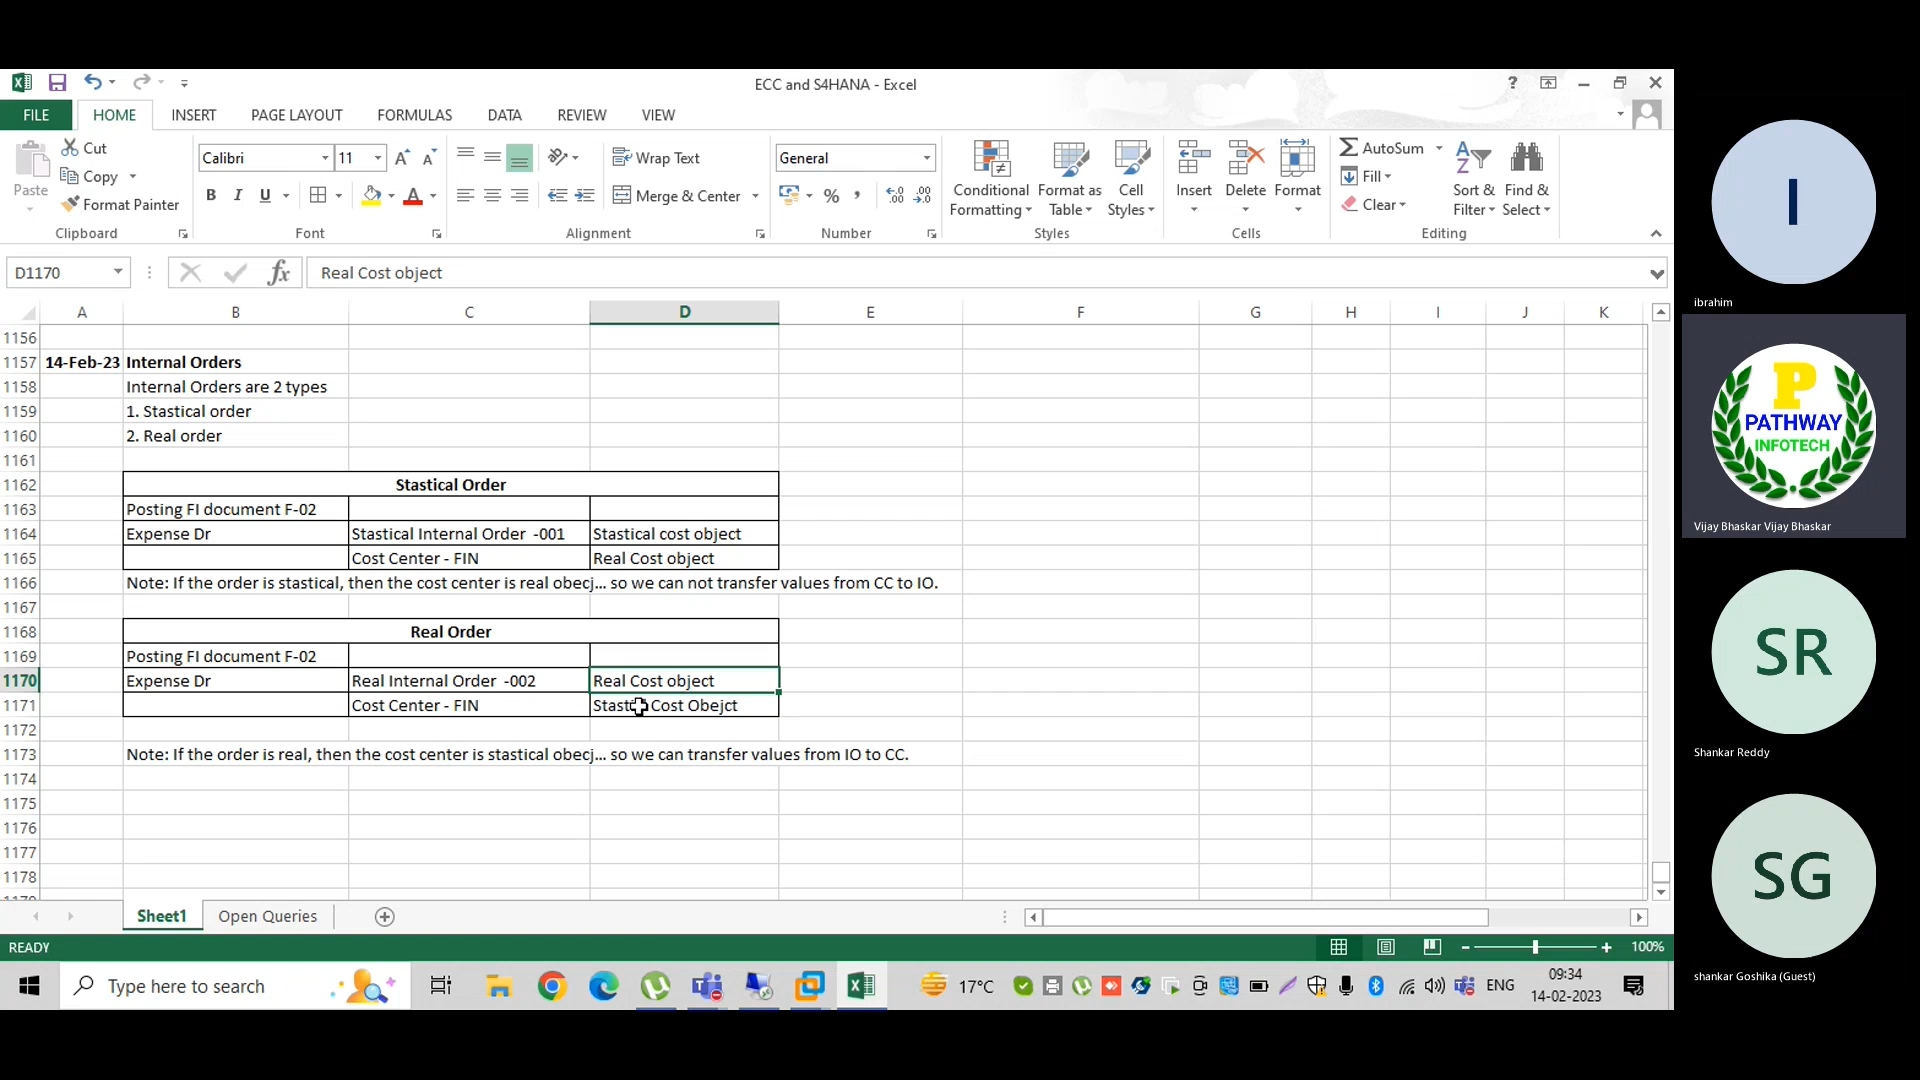 ECC and S4HANA - Excel
?
FILE HOME INSERT PAGE LAYOUT FORMULAS DATA REVIEW VIEW
Paste Cut Copy Format Painter
Clipboard
Calibri 11 A A
B I U A
Font
Wrap Text
Merge & Center
Alignment
General
% , .00
Number
Conditional Formatting Format as Table Cell Styles
Styles
Insert Delete Format
Cells
AutoSum
Fill
Clear
Sort & Filter Find & Select
Editing
D1170 fx Real Cost object
A B C D E F G H I J K
1156
1157 14-Feb-23 Internal Orders
1158 Internal Orders are 2 types
1159 1. Stastical order
1160 2. Real order
1161
1162 Stastical Order
1163 Posting FI document F-02
1164 Expense Dr Stastical Internal Order -001 Stastical cost object
1165 Cost Center - FIN Real Cost object
1166 Note: If the order is stastical, then the cost center is real obecj... so we can not transfer values from CC to IO.
1167
1168 Real Order
1169 Posting FI document F-02
1170 Expense Dr Real Internal Order -002 Real Cost object
1171 Cost Center - FIN Cost Obejct
1172
1173 Note: If the order is real, then the cost center is stastical obecj... so we can transfer values from IO to CC.
1174
1175
1176
1177
1178
Sheet1 Open Queries
READY 100%
Type here to search
17°C ENG
09:34
14-02-2023
I
ibrahim
P
PATHWAY
INFOTECH
Vijay Bhaskar Vijay Bhaskar
SR
Shankar Reddy
SG
shankar Goshika (Guest)